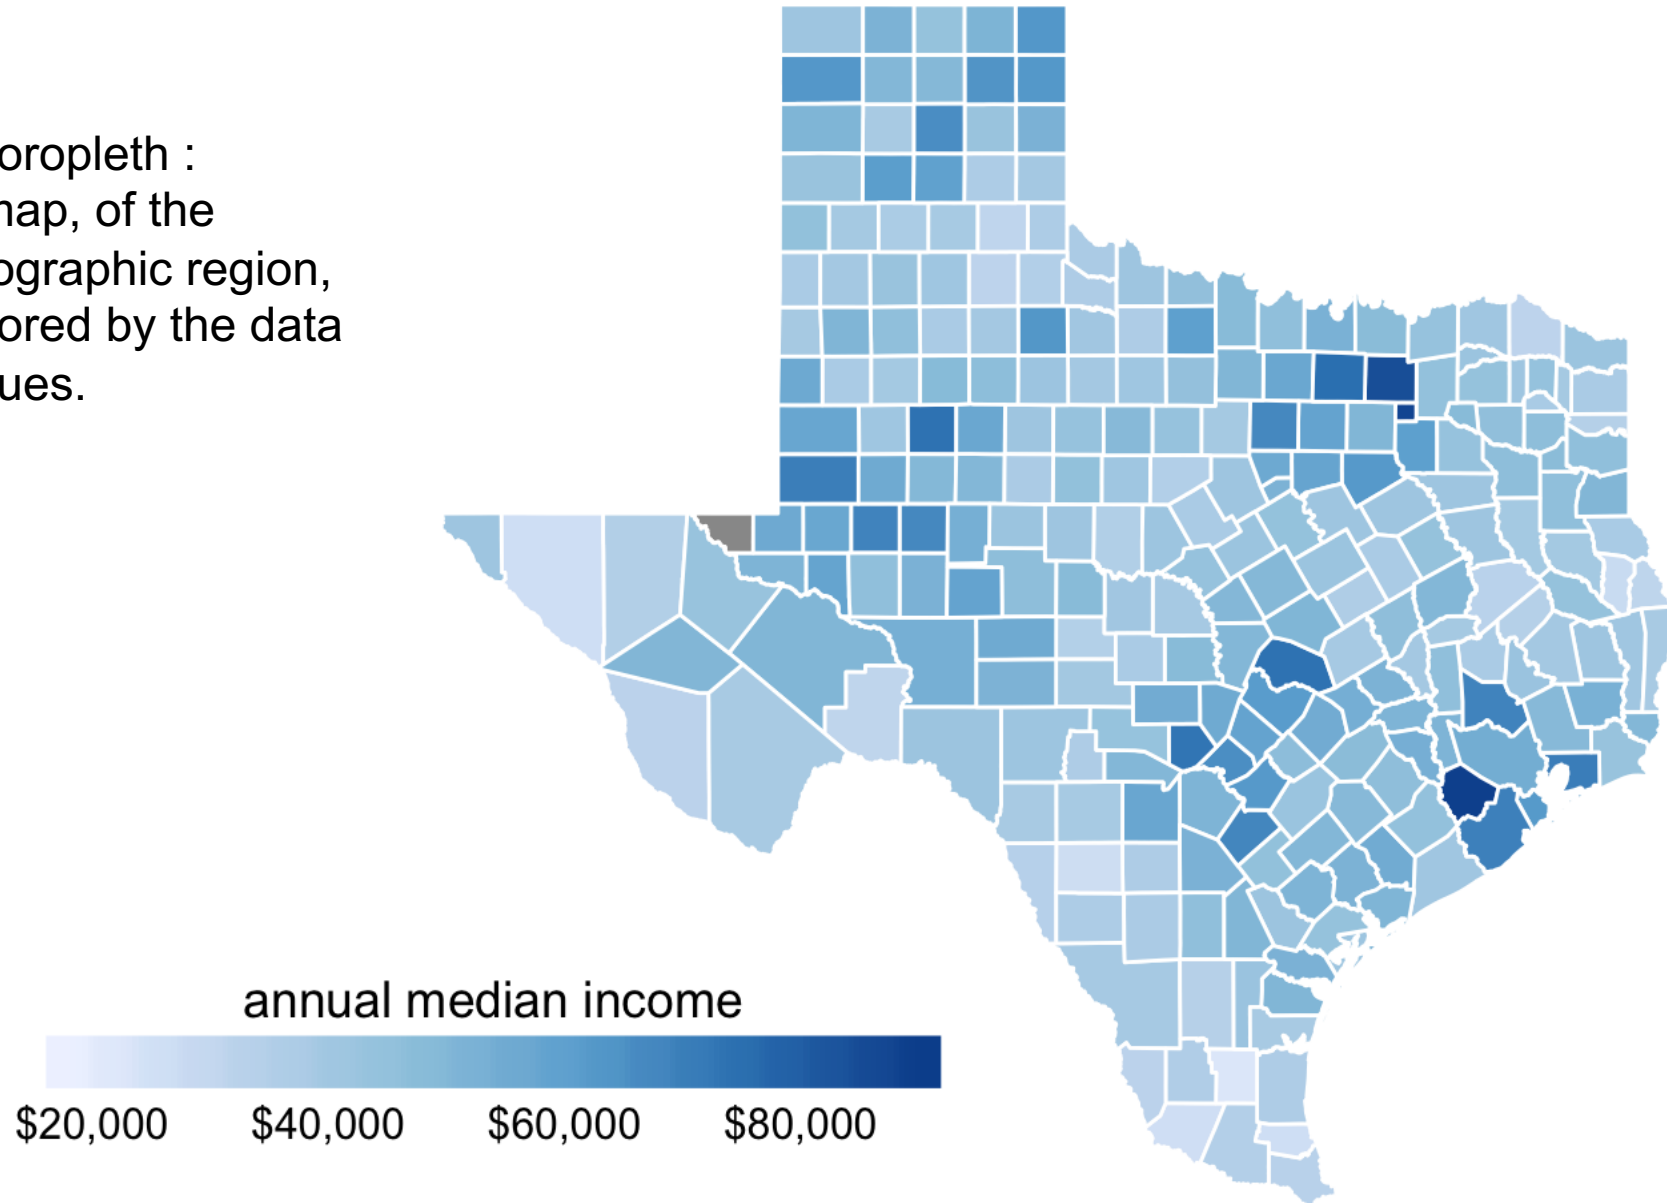 oropleth :
map, of the
ographic region,
ored by the data
ues.
annual median income
$20,000 $40,000 $60,000 $80,000